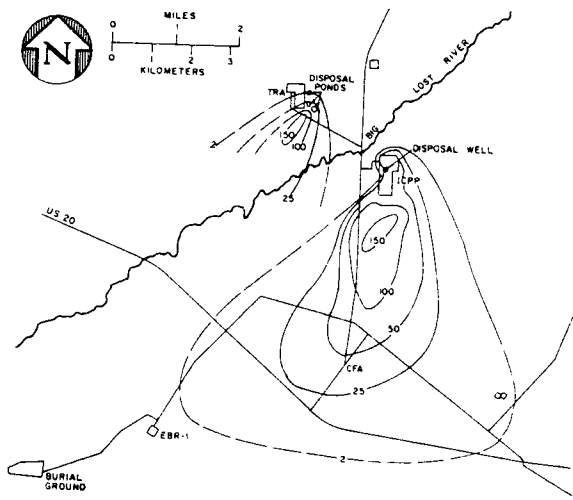 MILES
0
2
N
0
1
2
3
KILOMETERS
TRA
DISPOSAL
PONDS
BIG LOST RIVER
2
150
100
25
DISPOSAL WELL
ICPP
US 20
150
100
50
CFA
25
EBR-1
2
BURIAL
GROUND